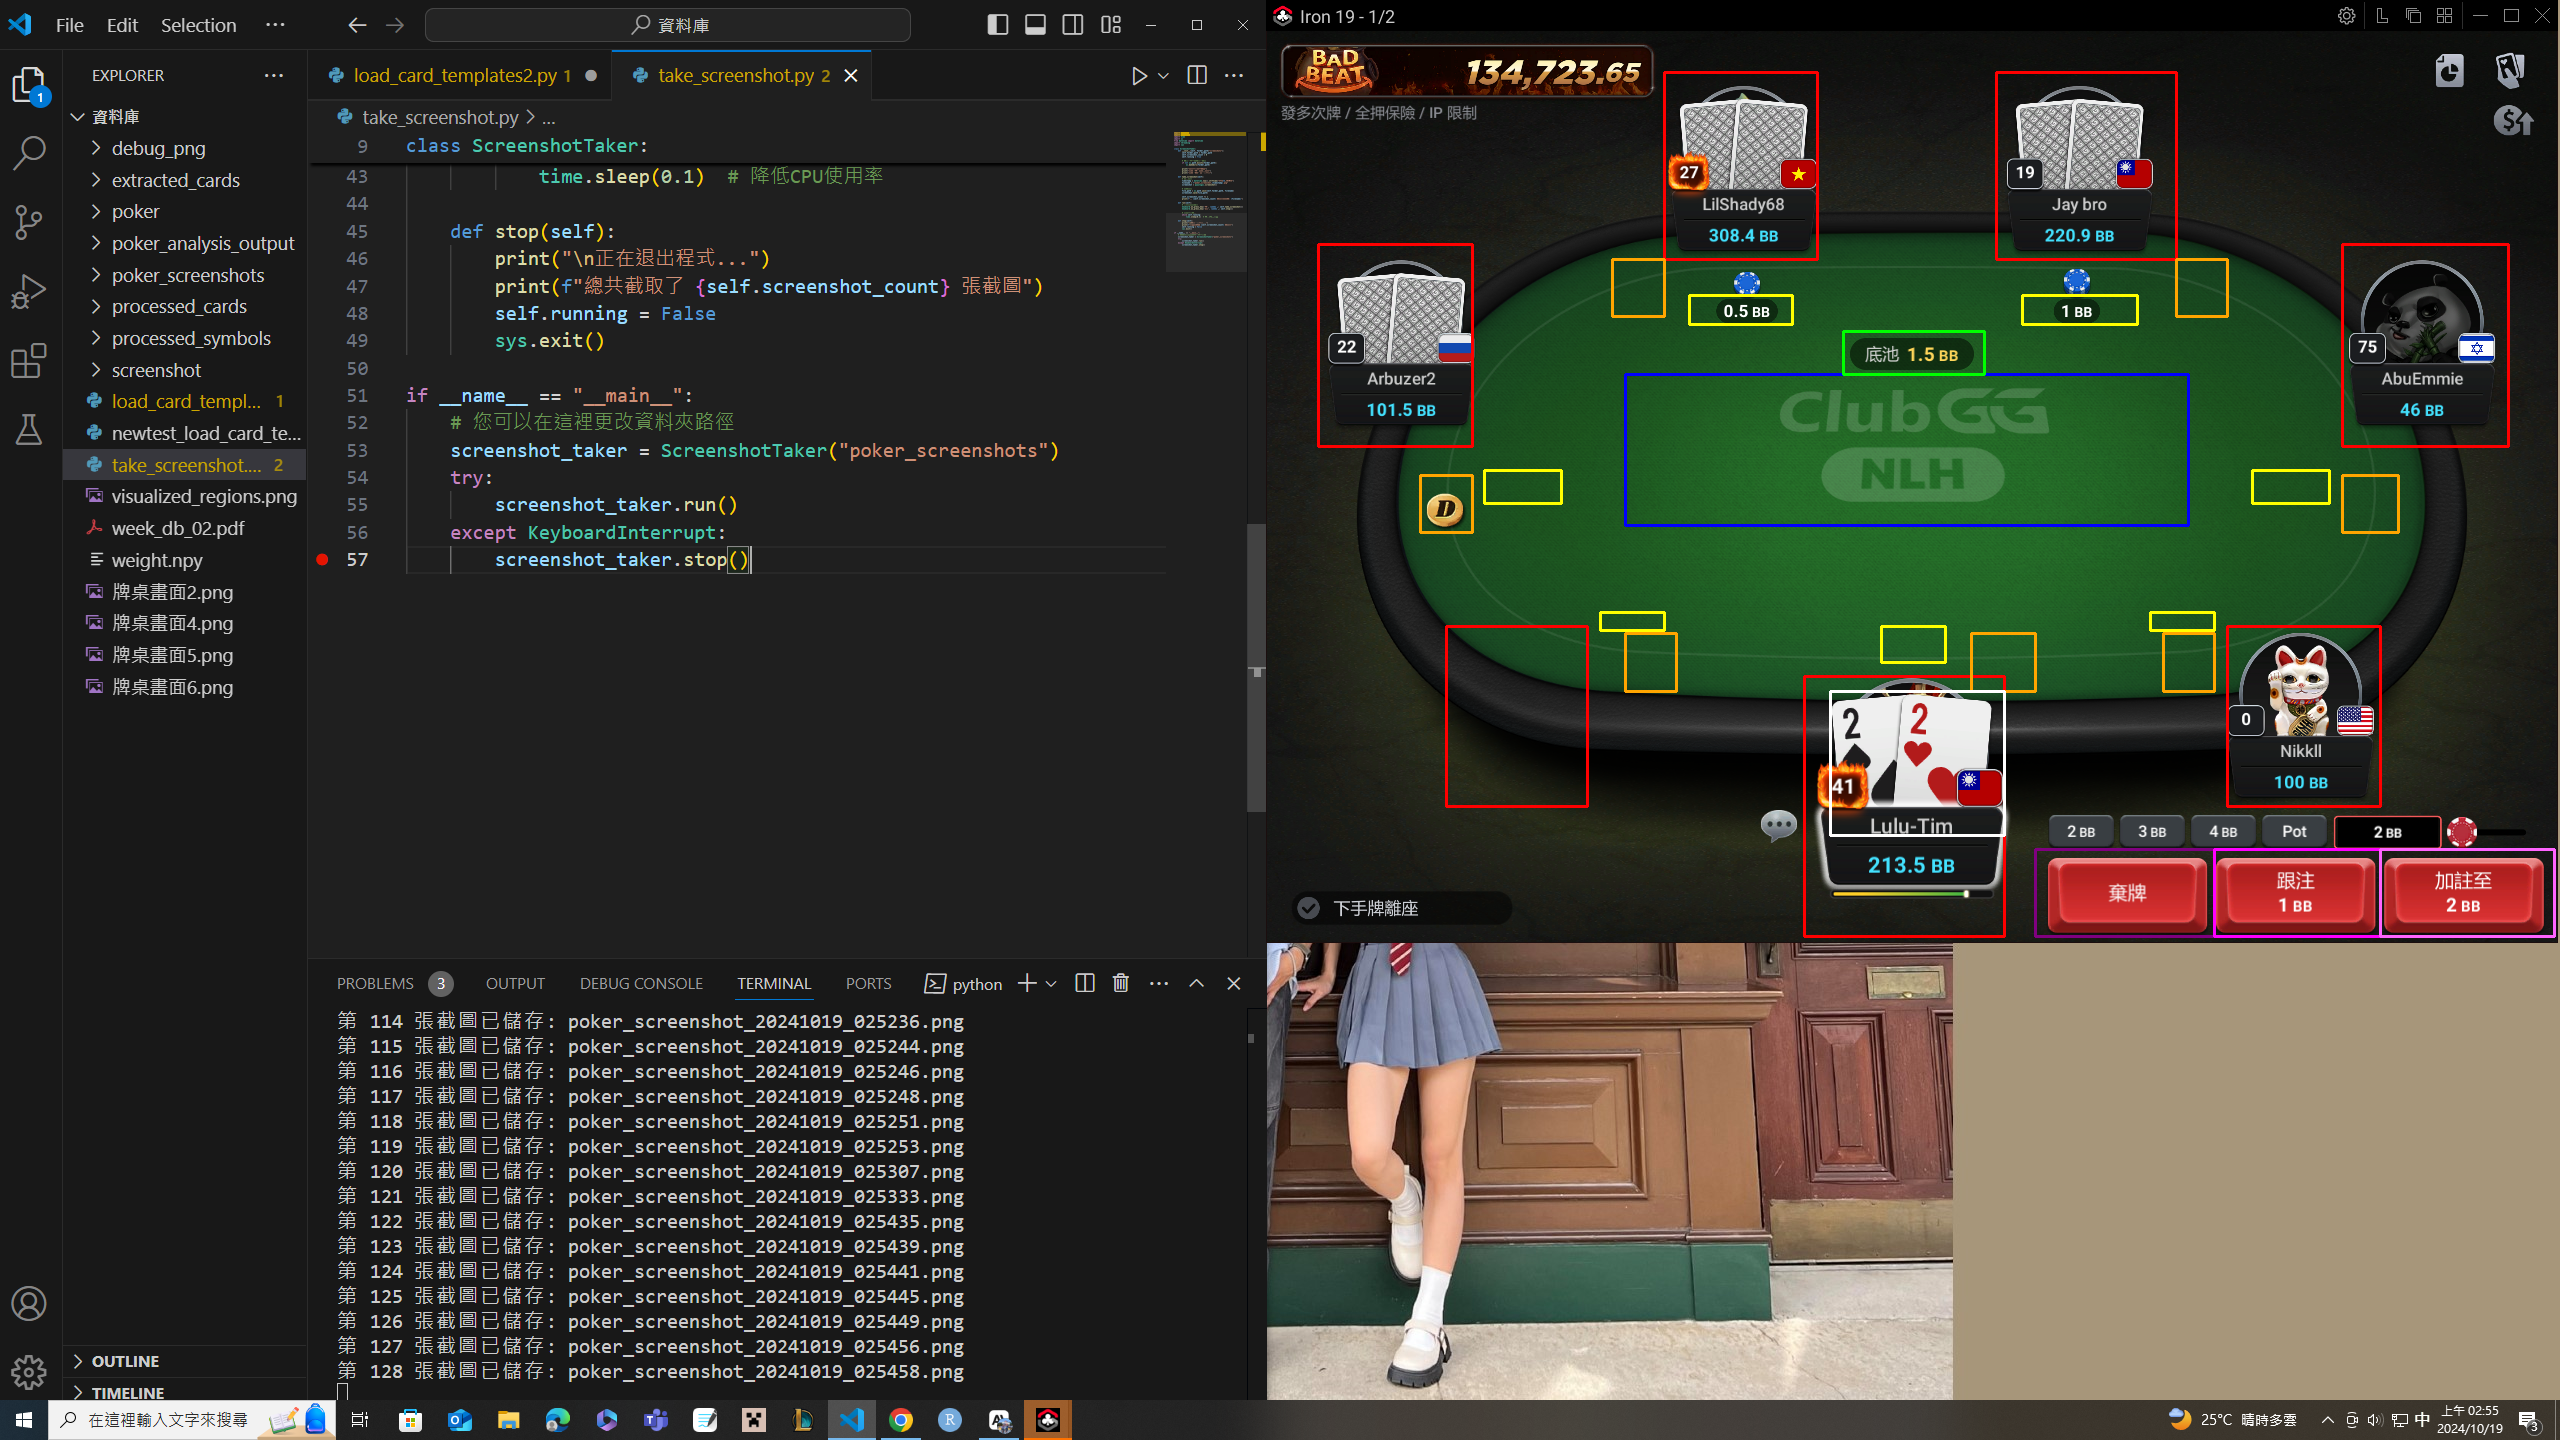 File Edit Selection ···
資料庫
EXPLORER ···
資料庫
debug_png
extracted_cards
poker
poker_analysis_output
poker_screenshots
processed_cards
processed_symbols
screenshot
load_card_templ... 1
newtest_load_card_te...
take_screenshot.... 2
visualized_regions.png
week_db_02.pdf
weight.npy
牌桌畫面2.png
牌桌畫面4.png
牌桌畫面5.png
牌桌畫面6.png
OUTLINE
TIMELINE
1
load_card_templates2.py 1
take_screenshot.py 2
take_screenshot.py > ...
9 class ScreenshotTaker:
43 time.sleep(0.1) # 降低CPU使用率
44
45 def stop(self):
46 print("\n正在退出程式...")
47 print(f"總共截取了 {self.screenshot_count} 張截圖")
48 self.running = False
49 sys.exit()
50
51 if __name__ == "__main__":
52 # 您可以在這裡更改資料夾路徑
53 screenshot_taker = ScreenshotTaker("poker_screenshots")
54 try:
55 screenshot_taker.run()
56 except KeyboardInterrupt:
57 screenshot_taker.stop()
PROBLEMS 3 OUTPUT DEBUG CONSOLE TERMINAL PORTS python
第 114 張截圖已儲存: poker_screenshot_20241019_025236.png
第 115 張截圖已儲存: poker_screenshot_20241019_025244.png
第 116 張截圖已儲存: poker_screenshot_20241019_025246.png
第 117 張截圖已儲存: poker_screenshot_20241019_025248.png
第 118 張截圖已儲存: poker_screenshot_20241019_025251.png
第 119 張截圖已儲存: poker_screenshot_20241019_025253.png
第 120 張截圖已儲存: poker_screenshot_20241019_025307.png
第 121 張截圖已儲存: poker_screenshot_20241019_025333.png
第 122 張截圖已儲存: poker_screenshot_20241019_025435.png
第 123 張截圖已儲存: poker_screenshot_20241019_025439.png
第 124 張截圖已儲存: poker_screenshot_20241019_025441.png
第 125 張截圖已儲存: poker_screenshot_20241019_025445.png
第 126 張截圖已儲存: poker_screenshot_20241019_025449.png
第 127 張截圖已儲存: poker_screenshot_20241019_025456.png
第 128 張截圖已儲存: poker_screenshot_20241019_025458.png
Iron 19 - 1/2
BAD BEAT 134,723.65
發多次牌 / 全押保險 / IP 限制
27
LilShady68
308.4 BB
19
Jay bro
220.9 BB
22
Arbuzer2
101.5 BB
75
AbuEmmie
46 BB
0.5 BB
1 BB
底池 1.5 BB
ClubGG
NLH
D
2 2
41
Lulu-Tim
213.5 BB
0
Nikkll
100 BB
2 BB 3 BB 4 BB Pot 2 BB
棄牌
跟注
1 BB
加註至
2 BB
下手牌離座
在這裡輸入文字來搜尋
25°C 晴時多雲
中
上午 02:55
2024/10/19
3